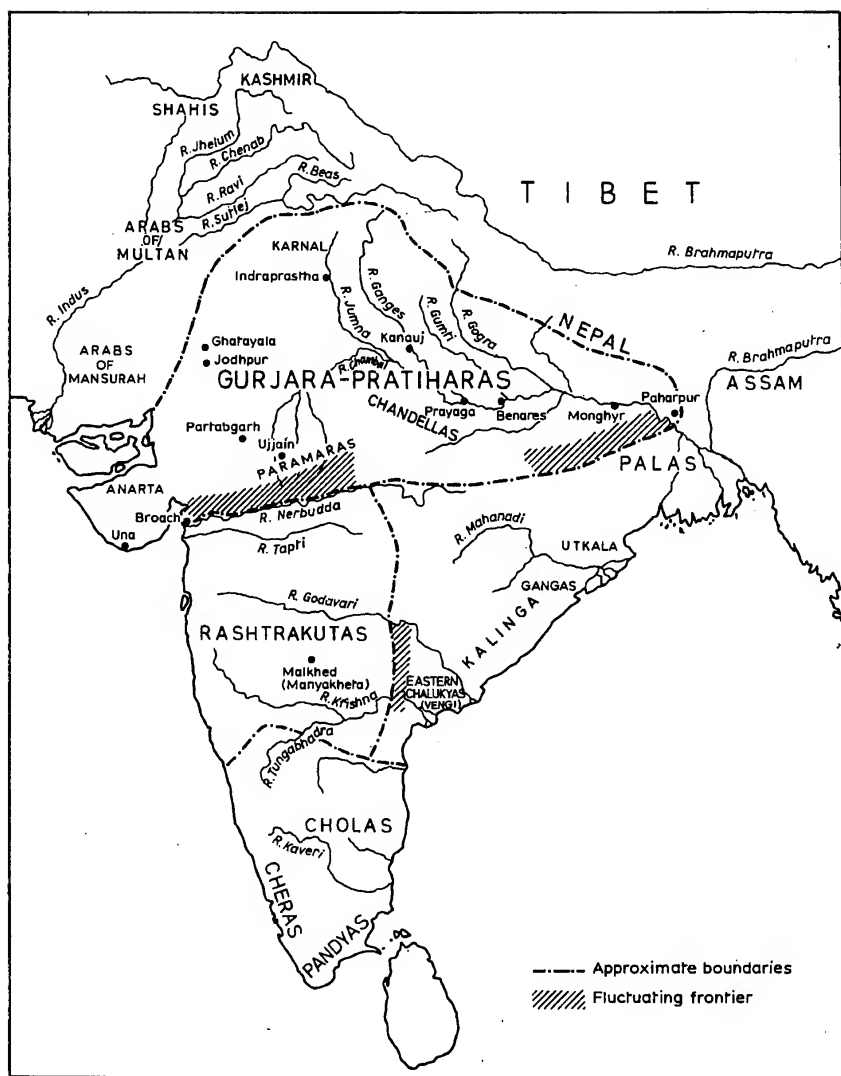 KASHMIR
SHAHIS
R. Jhelum
R. Chenab
R. Ravi
R. Beas
R. Sutlej
TIBET
ARABS
OF
MULTAN
KARNAL
R. Brahmaputra
Indraprastha
R. Indus
R. Jumna
R. Ganges
R. Gumti
R. Gogra
NEPAL
Ghatayala
Jodhpur
Kanauj
ARABS
OF
MANSURAH
R. Chambal
R. Brahmaputra
ASSAM
GURJARA-PRATIHARAS
CHANDELLAS
Prayaga
Benares
Monghyr
Paharpur
Partabgarh
Ujjain
PARAMARAS
PALAS
ANARTA
Broach
R. Nerbudda
Una
R. Tapti
R. Mahanadi
UTKALA
GANGAS
R. Godavari
KALINGA
RASHTRAKUTAS
Malkhed
(Manyakheta)
R. Krishna
EASTERN
CHALUKYAS
(VENGI)
R. Tungabhadra
CHOLAS
R. Kaveri
CHERAS
PANDYAS
Approximate boundaries
Fluctuating frontier